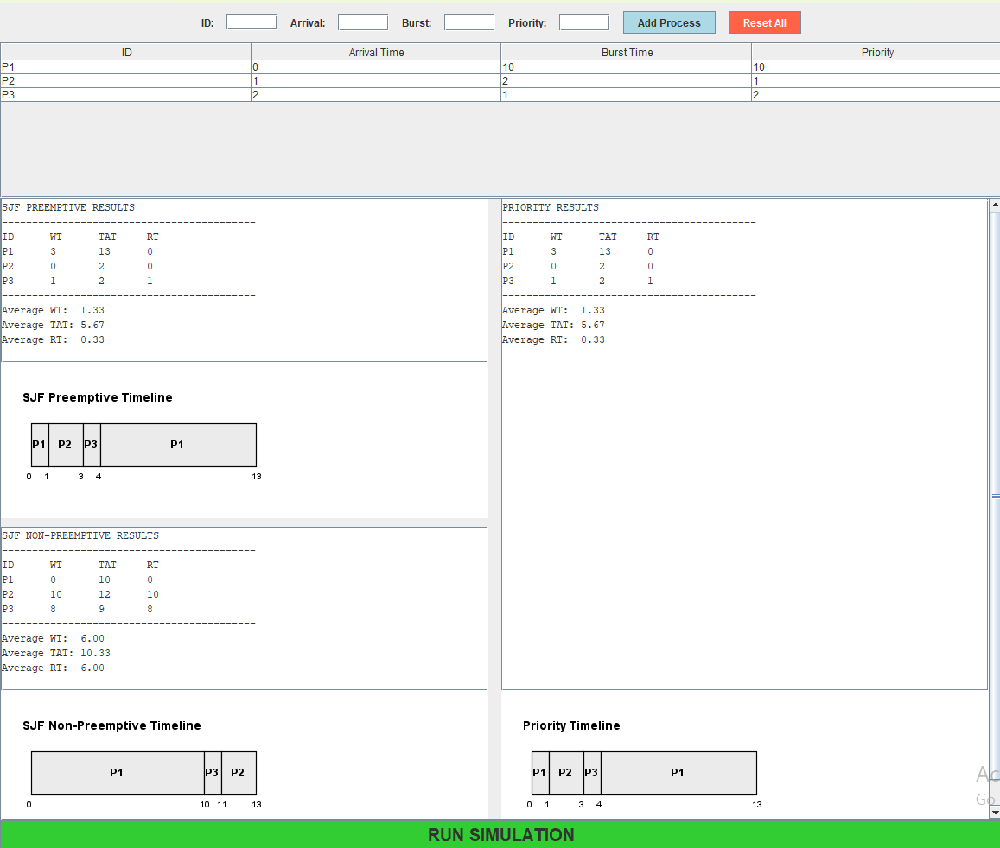 ID: Arrival: Burst: Priority: Add Process Reset All
ID Arrival Time Burst Time Priority
P1 0 10 10
P2 1 2 1
P3 2 1 2
SJF PREEMPTIVE RESULTS
------------------------------------------
ID WT TAT RT
P1 3 13 0
P2 0 2 0
P3 1 2 1
------------------------------------------
Average WT: 1.33
Average TAT: 5.67
Average RT: 0.33
SJF Preemptive Timeline
P1 P2 P3 P1
0 1 3 4 13
SJF NON-PREEMPTIVE RESULTS
------------------------------------------
ID WT TAT RT
P1 0 10 0
P2 10 12 10
P3 8 9 8
------------------------------------------
Average WT: 6.00
Average TAT: 10.33
Average RT: 6.00
SJF Non-Preemptive Timeline
P1 P3 P2
0 10 11 13
PRIORITY RESULTS
------------------------------------------
ID WT TAT RT
P1 3 13 0
P2 0 2 0
P3 1 2 1
------------------------------------------
Average WT: 1.33
Average TAT: 5.67
Average RT: 0.33
Priority Timeline
P1 P2 P3 P1
0 1 3 4 13
Ac
Go
RUN SIMULATION